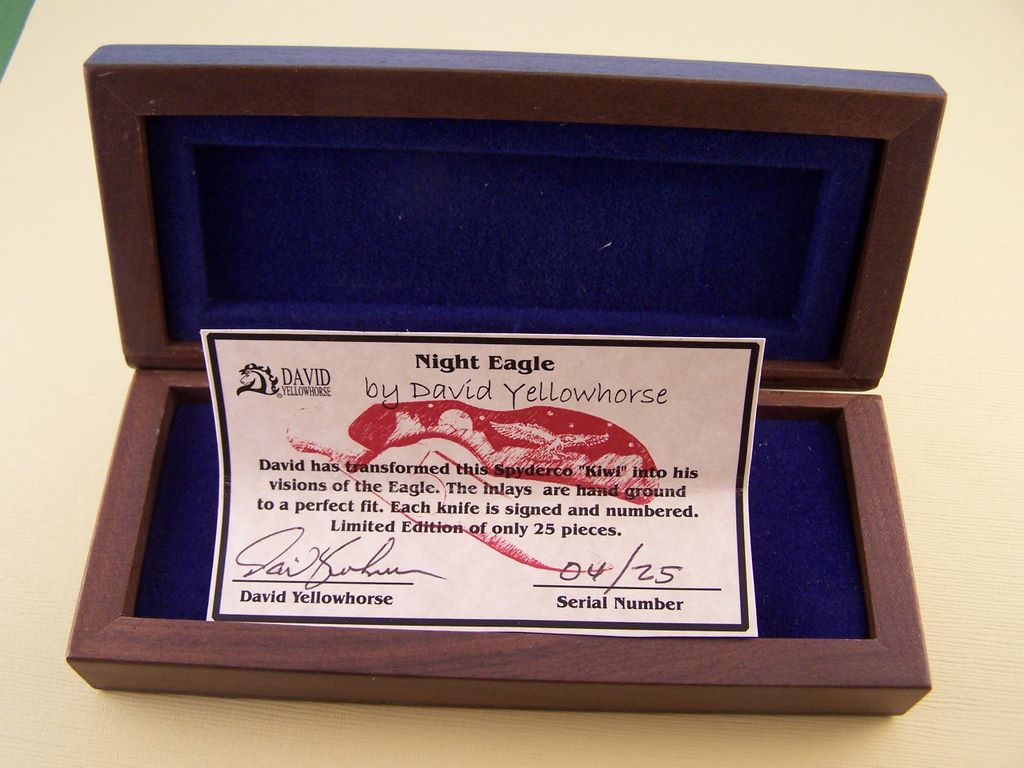 Night Eagle
DAVID
YELLOWHORSE
by David Yellowhorse
David has transformed this Spyderco "Kiwi" into his
visions of the Eagle. The inlays are hand ground
to a perfect fit. Each knife is signed and numbered.
Limited Edition of only 25 pieces.
04/25
David Yellowhorse
Serial Number